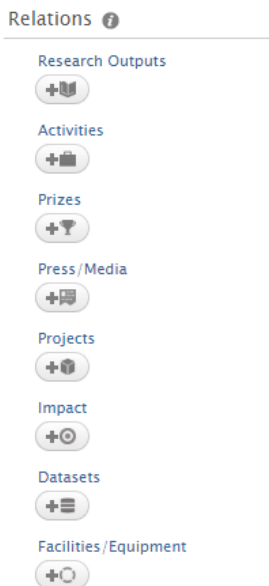 Relations
Research Outputs
Activities
Prizes
Press/Media
Projects
Impact
Datasets
Facilities/Equipment